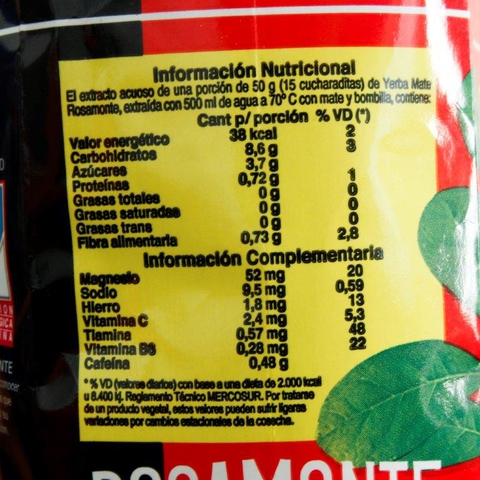 Información Nutricional
El extracto acuoso de una porción de 50 g (15 cucharaditas) de Yerba Mate
Rosamonte, extraída con 500 ml de agua a 70º C con mate y bombilla, contiene:
Cant p/ porción % VD (*)
Valor energético 38 kcal 2
Carbohidratos 8,6 g 3
Azúcares 3,7 g
Proteínas 0,72 g 1
Grasas totales 0 g 0
Grasas saturadas 0 g 0
Grasas trans 0 g
Fibra alimentaria 0,73 g 2,8
Información Complementaria
Magnesio 52 mg 20
Sodio 9,5 mg 0,59
Hierro 1,8 mg 13
Vitamina C 2,4 mg 5,3
Tiamina 0,57 mg 48
Vitamina B6 0,28 mg 22
Cafeína 0,48 g
* % VD (valores diarios) con base a una dieta de 2.000 kcal
u 8.400 kj. Reglamento Técnico MERCOSUR. Por tratarse
de un producto vegetal, estos valores pueden sufrir ligeras
variaciones por cambios estacionales de la cosecha.
ROSAMONTE